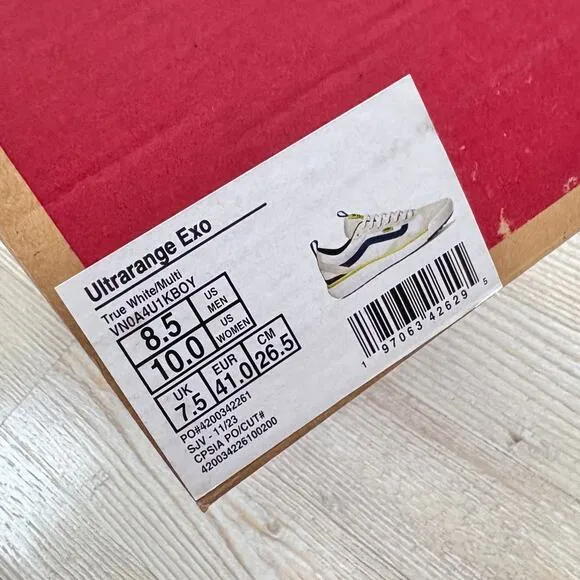 Ultrarange Exo
True White/Multi
VN0A4U1KBOY
8.5 US MEN
10.0 US WOMEN
UK EUR CM
7.5 41.0 26.5
PO#4200342261
SJV - 11/23
CPSIA PO/CUT#
420034226100200
1 97063 42629 5